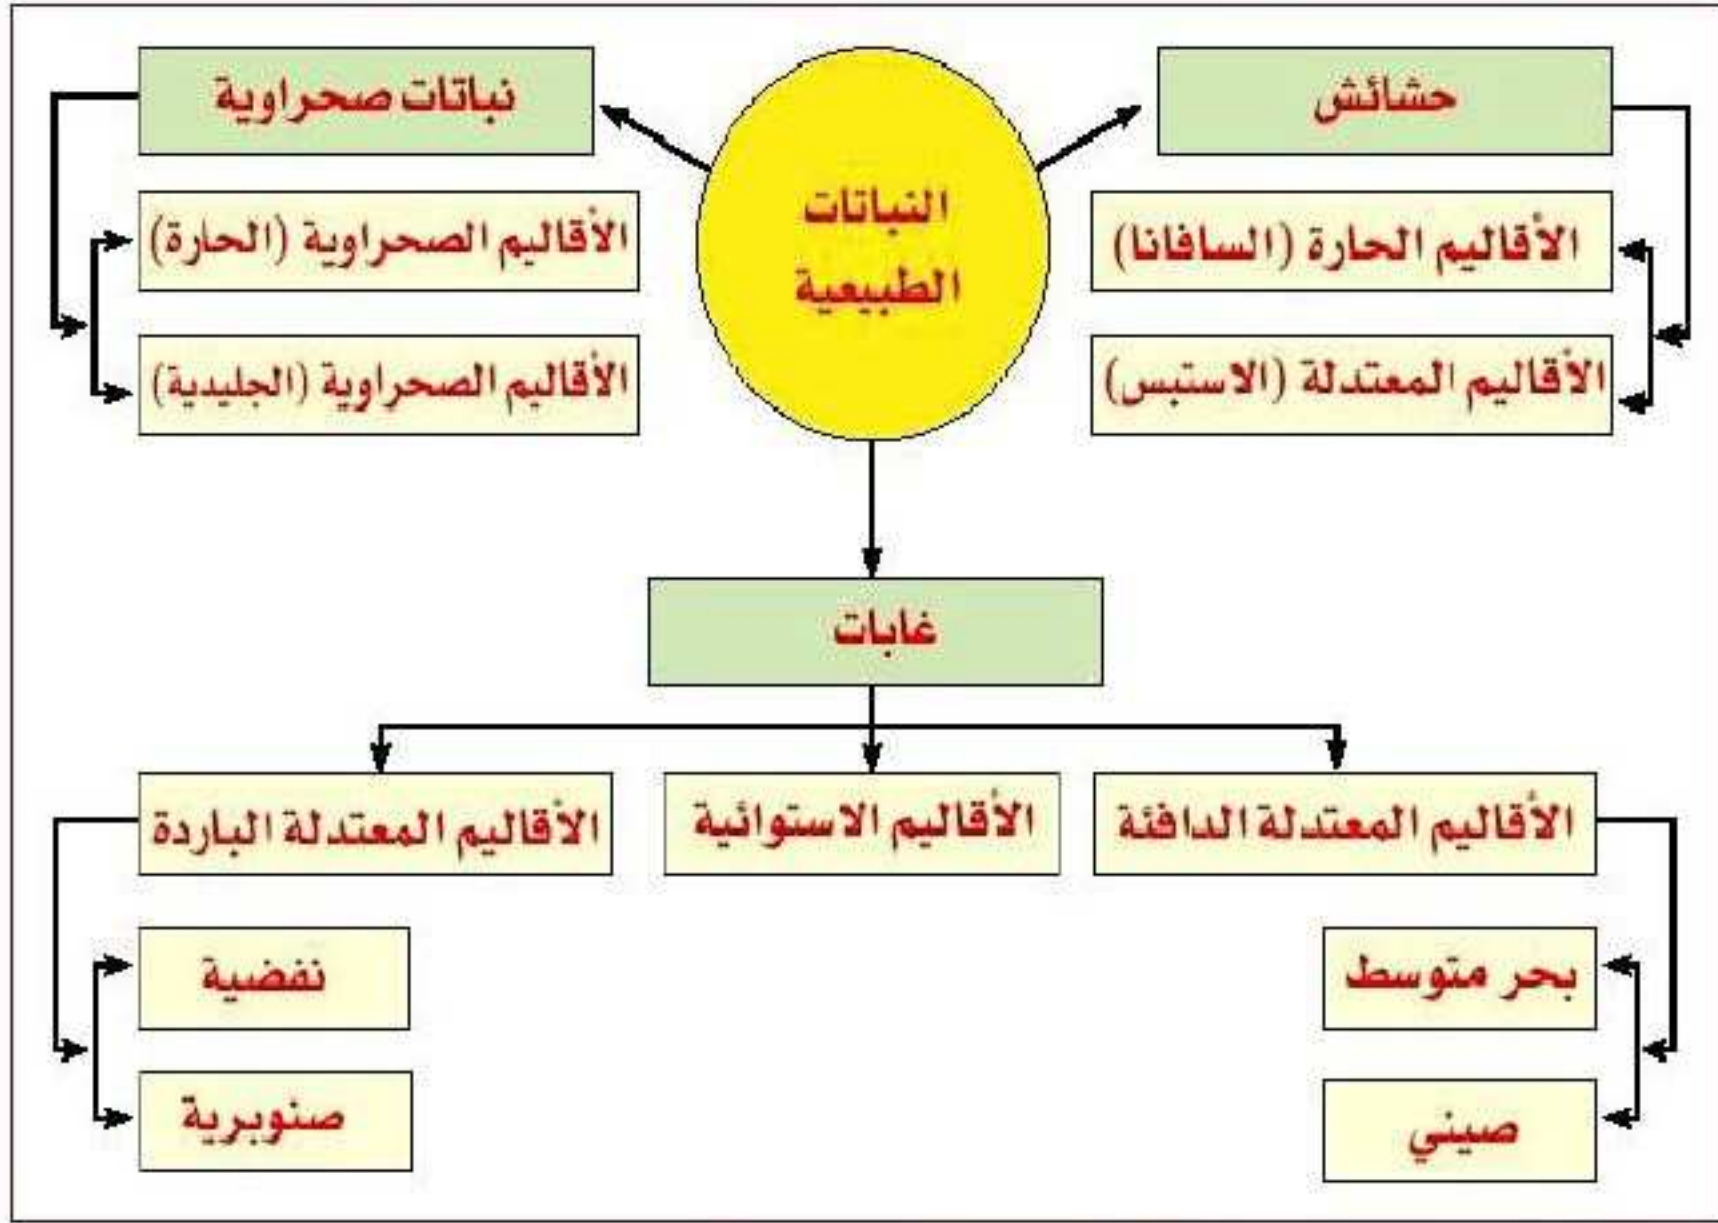 النباتات
الطبيعية
حشائش
الأقاليم الحارة (السافانا)
الأقاليم المعتدلة (الاستبس)
نباتات صحراوية
الأقاليم الصحراوية (الحارة)
الأقاليم الصحراوية (الجليدية)
غابات
الأقاليم المعتدلة الدافئة
بحر متوسط
صيني
الأقاليم الاستوائية
الأقاليم المعتدلة الباردة
نفضية
صنوبرية